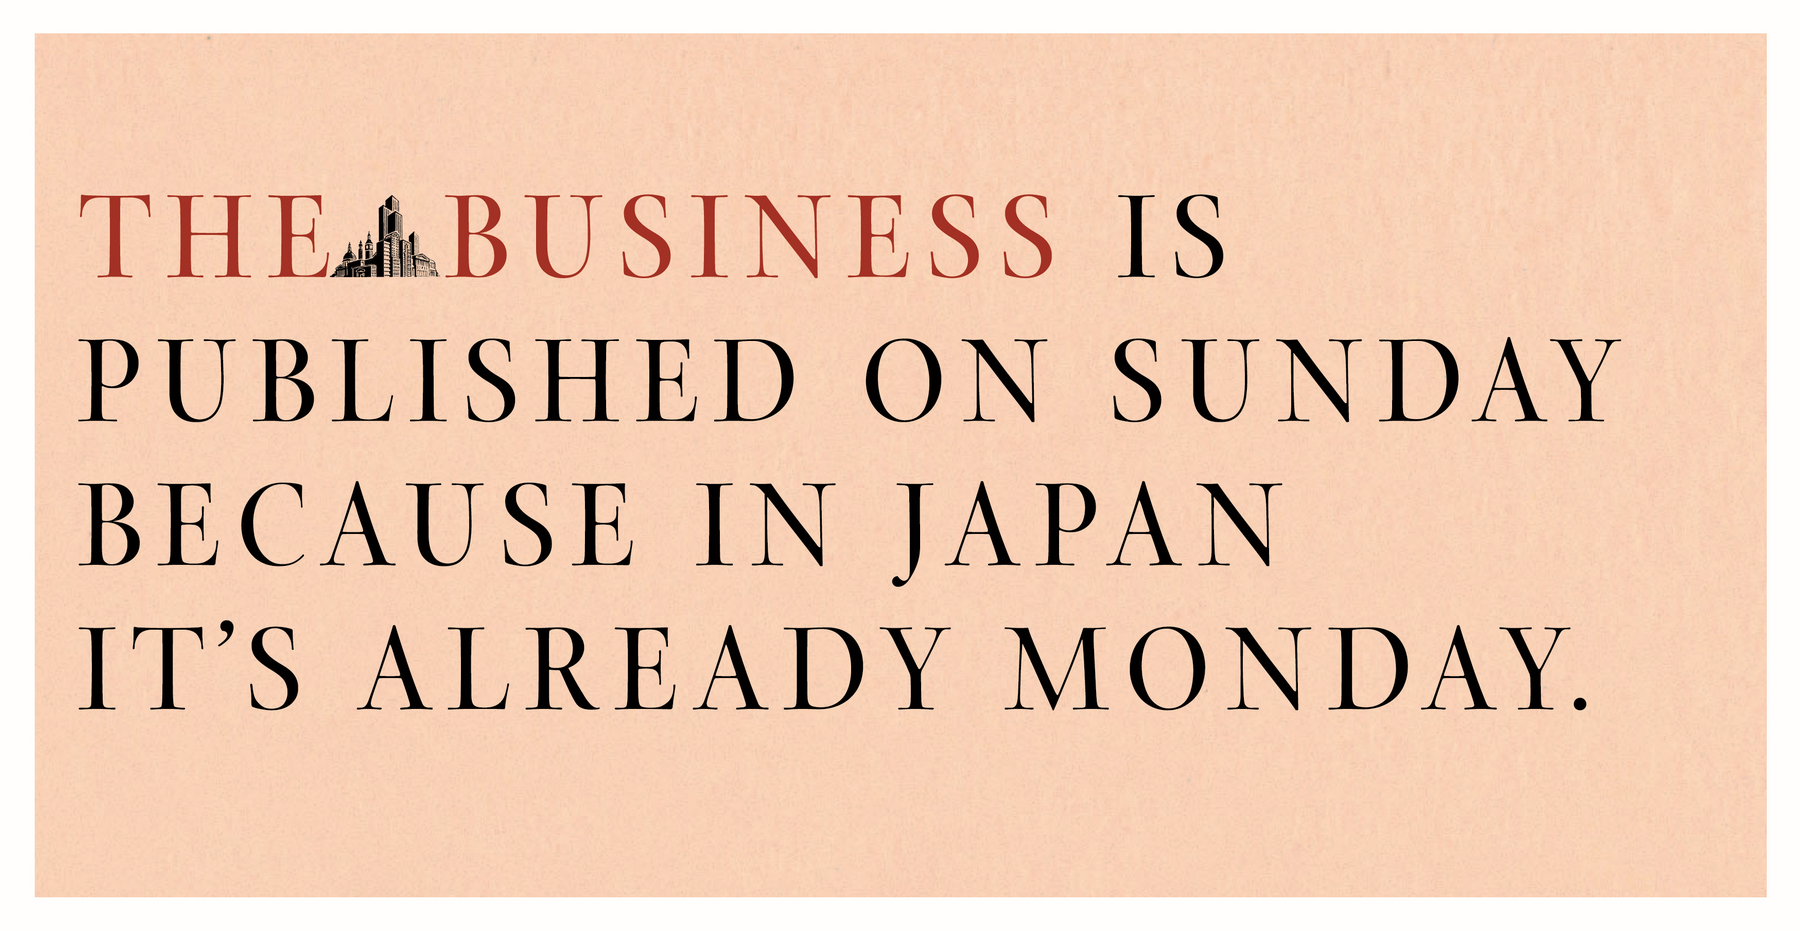 THE BUSINESS IS
PUBLISHED ON SUNDAY
BECAUSE IN JAPAN
IT’S ALREADY MONDAY.